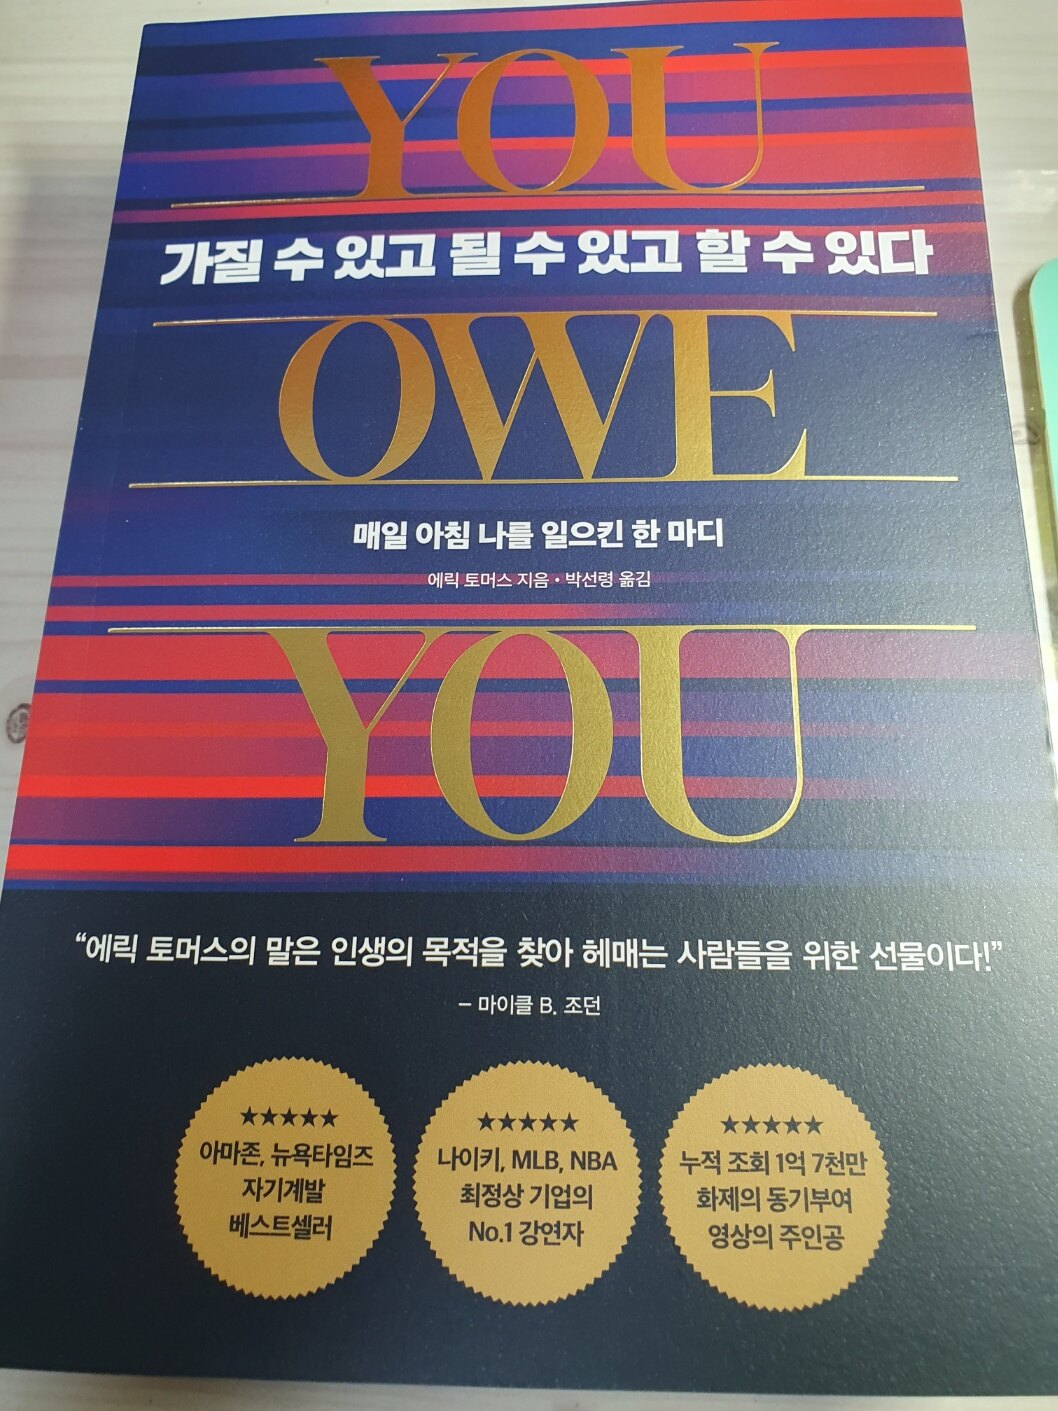 YOU
가질 수 있고 될 수 있고 할 수 있다
OWE
매일 아침 나를 일으킨 한 마디
에릭 토머스 지음 • 박선령 옮김
YOU
“에릭 토머스의 말은 인생의 목적을 찾아 헤매는 사람들을 위한 선물이다!”
– 마이클 B. 조던
★★★★★
아마존, 뉴욕타임즈
자기계발
베스트셀러
★★★★★
나이키, MLB, NBA
최정상 기업의
No.1 강연자
★★★★★
누적 조회 1억 7천만
화제의 동기부여
영상의 주인공